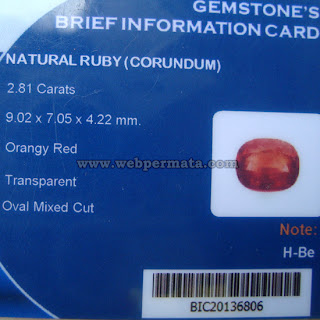 GEMSTONE'S
BRIEF INFORMATION CARD
NATURAL RUBY (CORUNDUM)
2.81 Carats
9.02 x 7.05 x 4.22 mm.
Orangy Red
www.webpermata.com
Transparent
Oval Mixed Cut
Note:
H-Be
BIC20136806